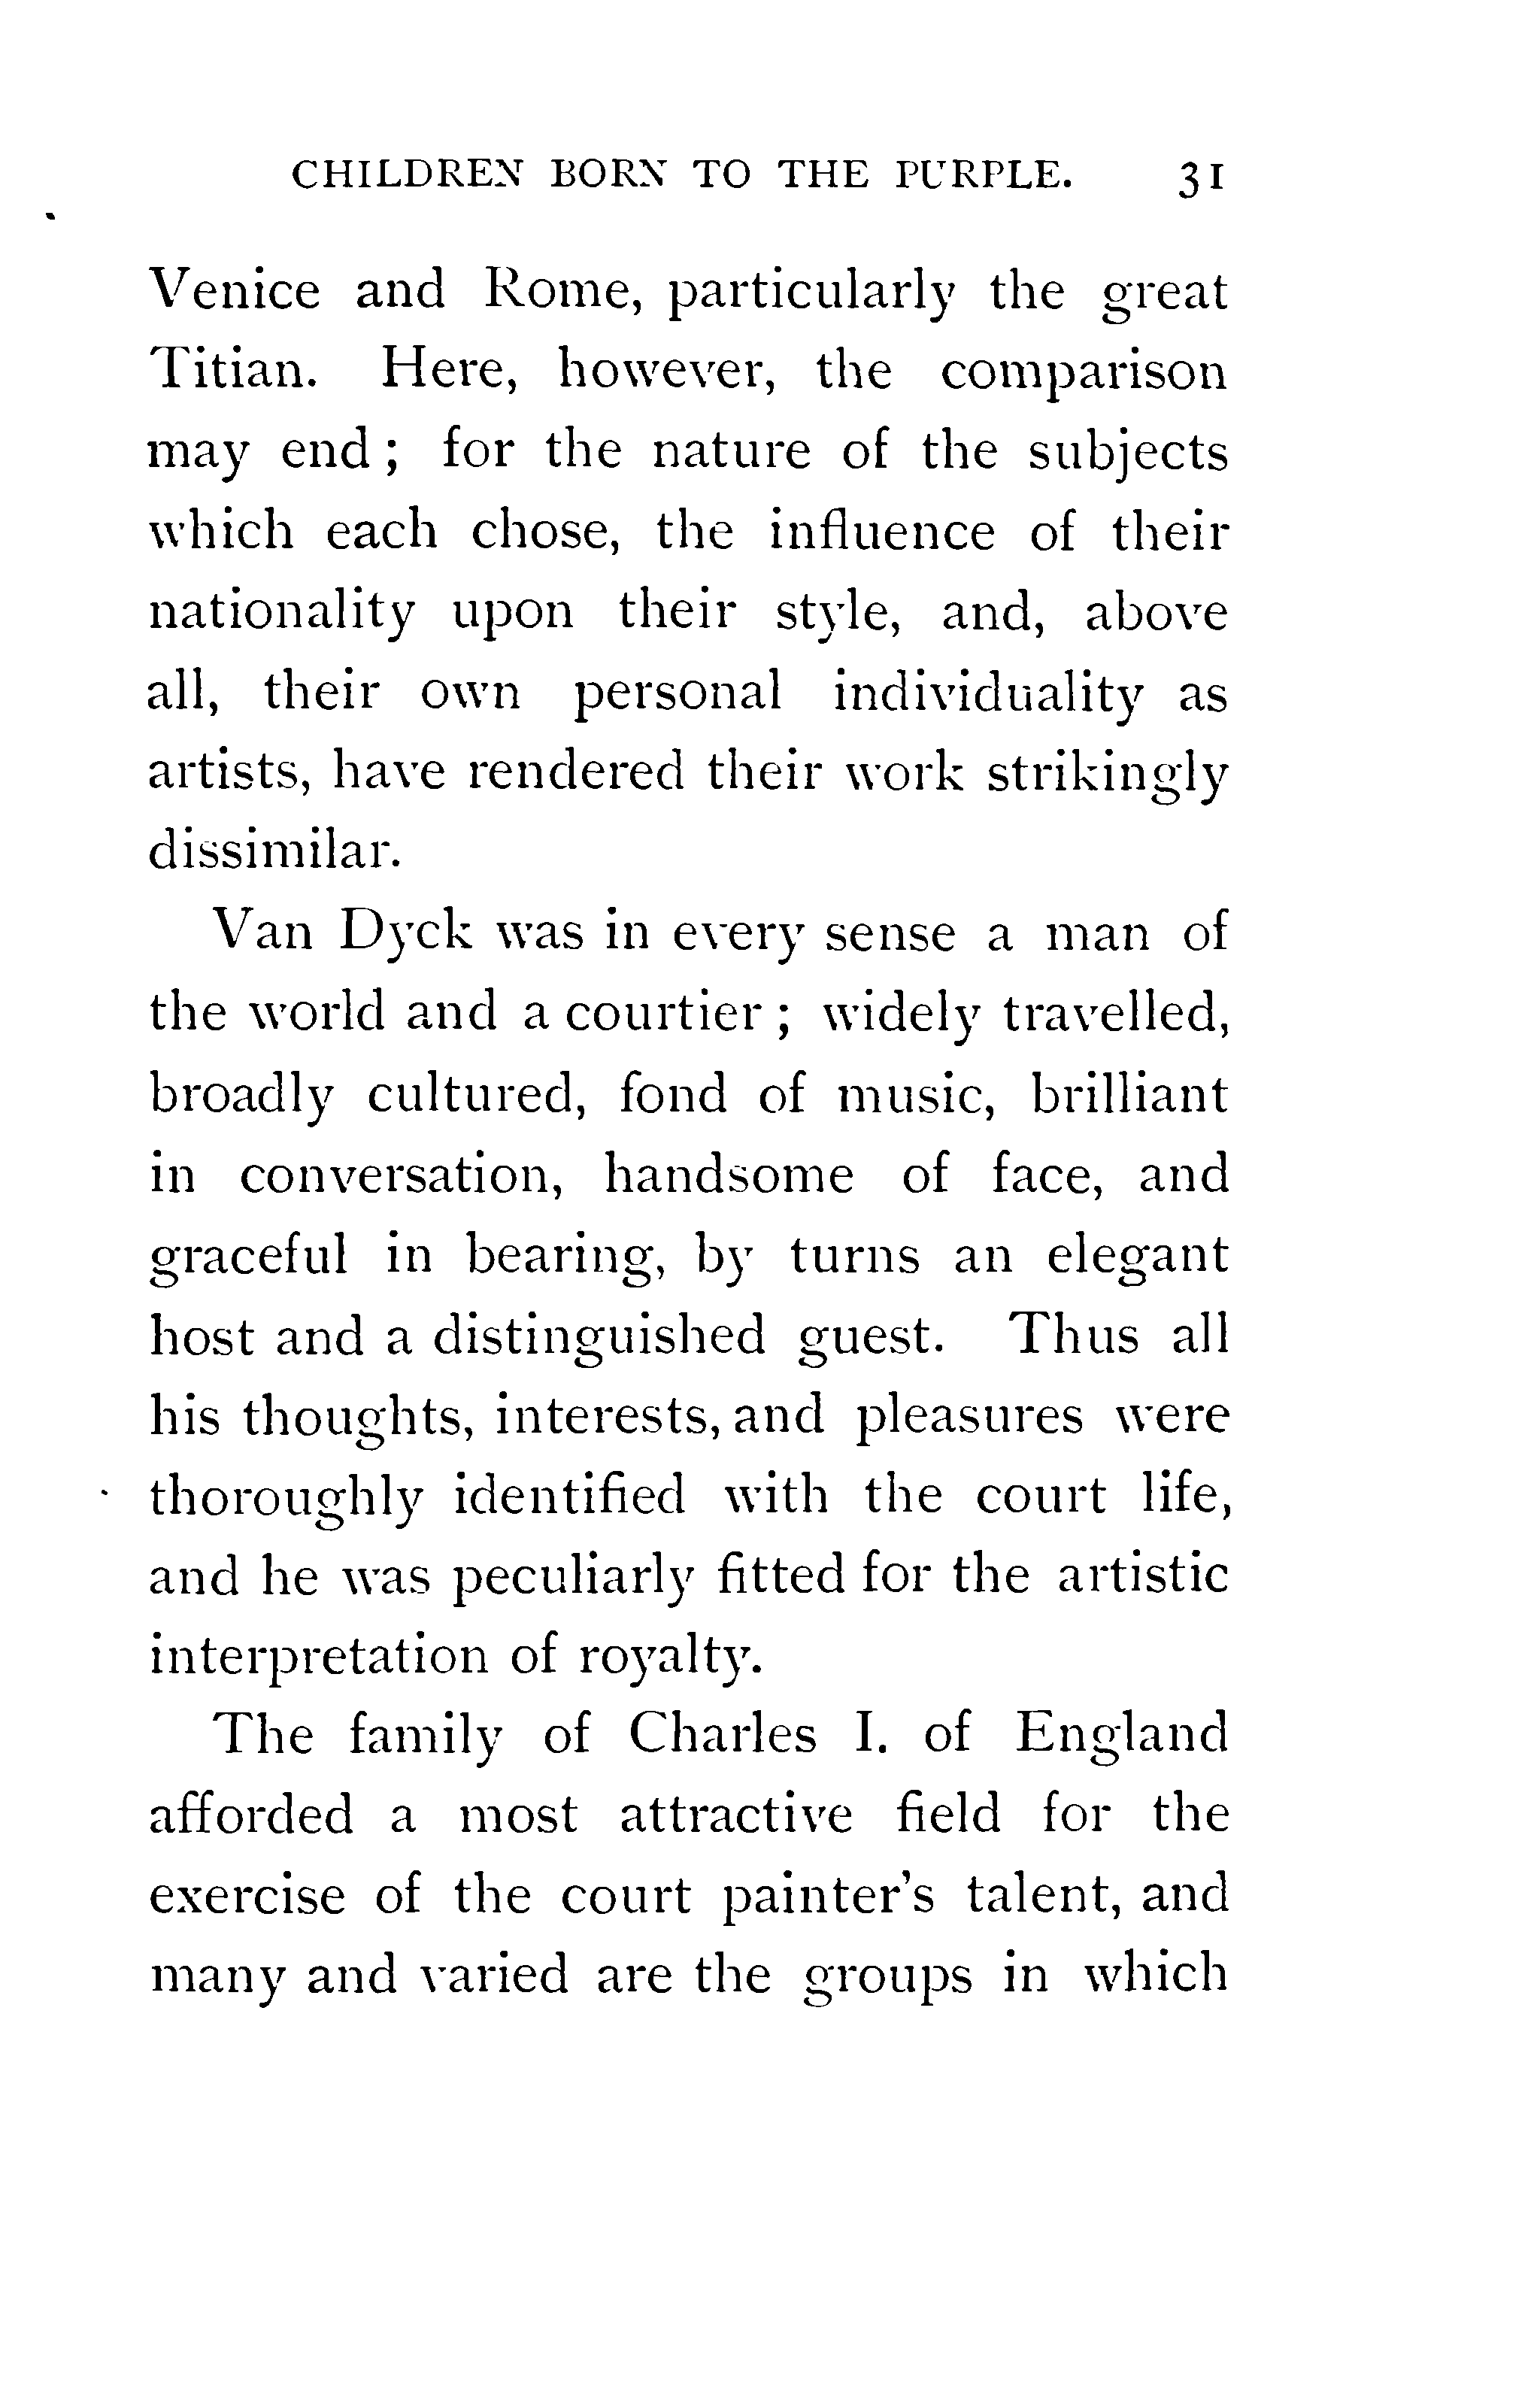 CHILDREN BORN TO THE PURPLE. 31
Venice and Rome, particularly the great
Titian. Here, however, the comparison
may end ; for the nature of the subjects
which each chose, the influence of their
nationality upon their style, and, above
all, their own personal individuality as
artists, have rendered their work strikingly
dissimilar.
Van Dyck was in every sense a man of
the world and a courtier ; widely travelled,
broadly cultured, fond of music, brilliant
in conversation, handsome of face, and
graceful in bearing, by turns an elegant
host and a distinguished guest. Thus all
his thoughts, interests, and pleasures were
thoroughly identified with the court life,
and he was peculiarly fitted for the artistic
interpretation of royalty.
The family of Charles I. of England
afforded a most attractive field for the
exercise of the court painter's talent, and
many and varied are the groups in which